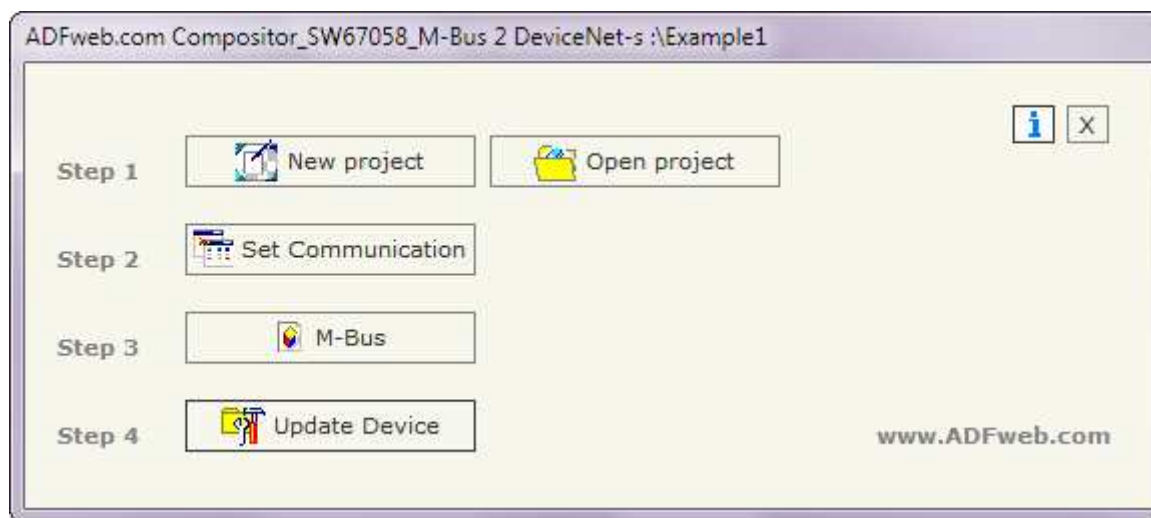 ADFweb.com Compositor_SW67058_M-Bus 2 DeviceNet-s :\Example1
i X
Step 1 New project Open project
Step 2 Set Communication
Step 3 M-Bus
Step 4 Update Device
www.ADFweb.com